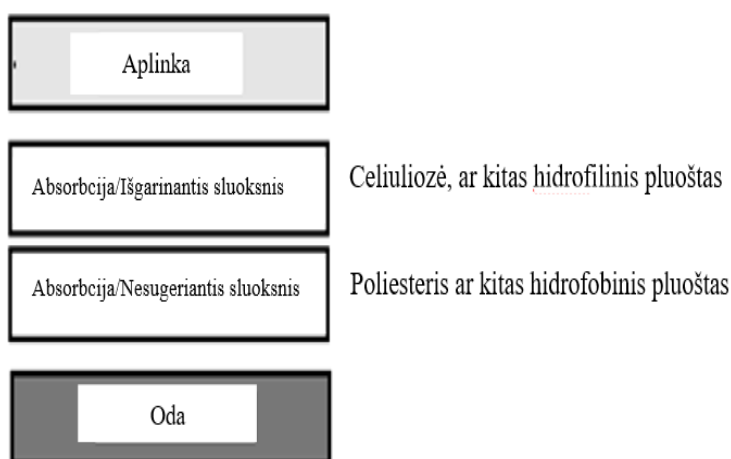 Aplinka
Absorbcija/Išgarinantis sluoksnis
Celiuliozė, ar kitas hidrofilinis pluoštas
Absorbcija/Nesugeriantis sluoksnis
Poliesteris ar kitas hidrofobinis pluoštas
Oda